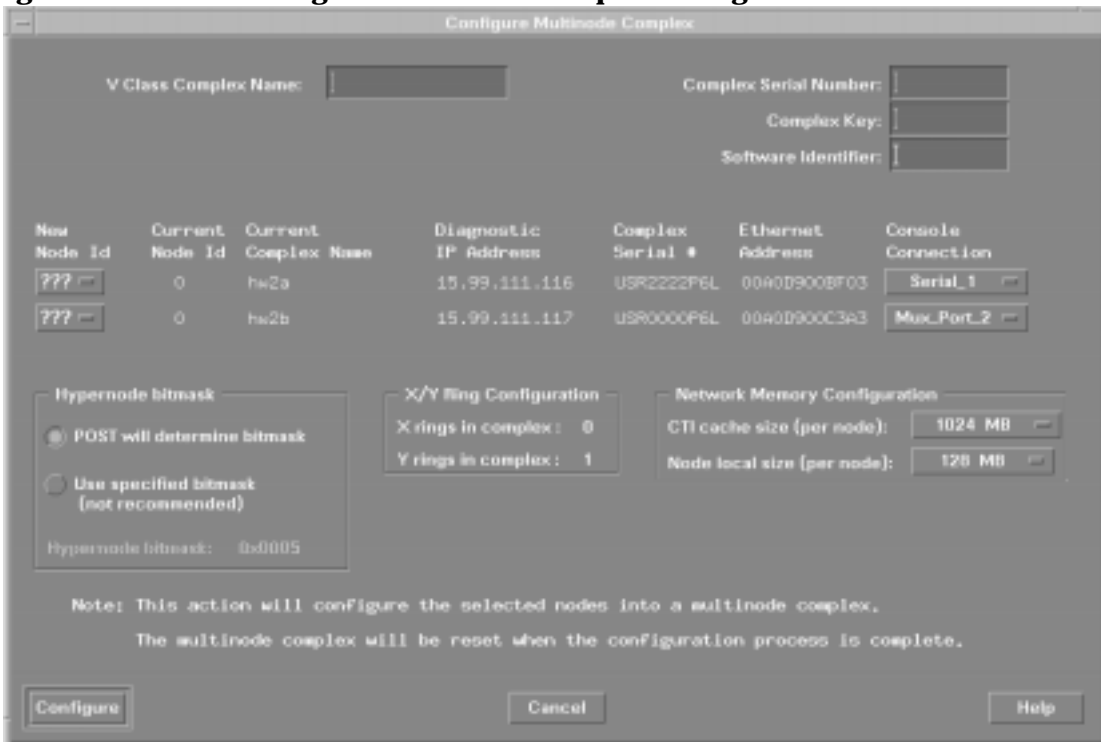 Configure Multinode Complex
V Class Complex Name:
Complex Serial Number:
Complex Key:
Software Identifier:
New Node Id Current Node Id Current Complex Name Diagnostic IP Address Complex Serial # Ethernet Address Console Connection
??? 0 hw2a 15.99.111.116 USR2222P6L 00A0D900BF03 Serial_1
??? 0 hw2b 15.99.111.117 USR0000P6L 00A0D900C3A3 Mux_Port_2
Hypernode bitmask
POST will determine bitmask
Use specified bitmask
(not recommended)
Hypernode bitmask: 0x0005
X/Y Ring Configuration
X rings in complex: 0
Y rings in complex: 1
Network Memory Configuration
CTI cache size (per node): 1024 MB
Node local size (per node): 128 MB
Note: This action will configure the selected nodes into a multinode complex.
The multinode complex will be reset when the configuration process is complete.
Configure Cancel Help